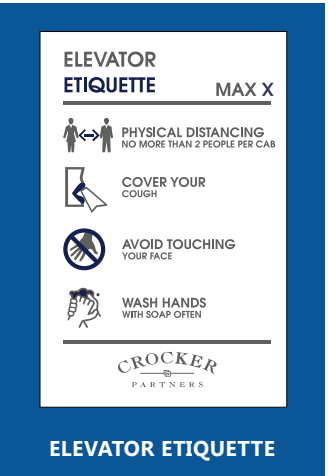 ELEVATOR
ETIQUETTE
MAX X
PHYSICAL DISTANCING
NO MORE THAN 2 PEOPLE PER CAB
COVER YOUR
COUGH
AVOID TOUCHING
YOUR FACE
WASH HANDS
WITH SOAP OFTEN
CROCKER
PARTNERS
ELEVATOR ETIQUETTE